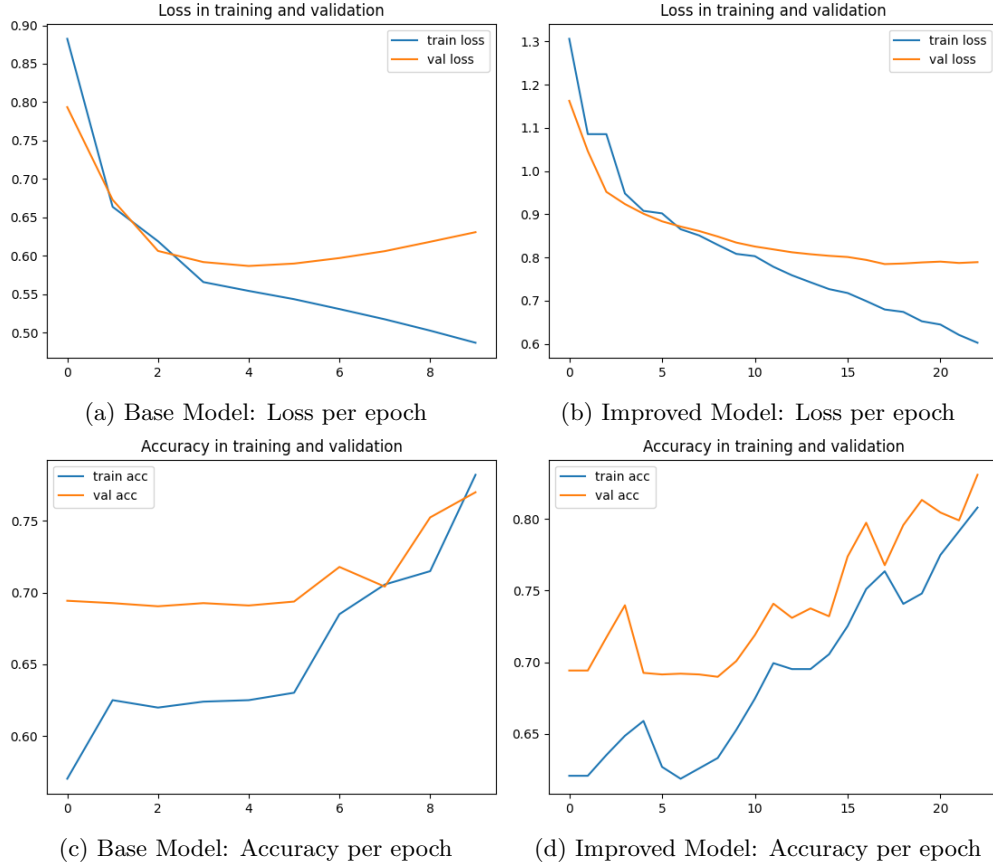 Loss in training and validation
0.90
0.85
0.80
0.75
0.70
0.65
0.60
0.55
0.50
train loss
val loss
0 2 4 6 8
(a) Base Model: Loss per epoch
Loss in training and validation
1.3
1.2
1.1
1.0
0.9
0.8
0.7
0.6
train loss
val loss
0 5 10 15 20
(b) Improved Model: Loss per epoch
Accuracy in training and validation
train acc
val acc
0.75
0.70
0.65
0.60
0 2 4 6 8
(c) Base Model: Accuracy per epoch
Accuracy in training and validation
train acc
val acc
0.80
0.75
0.70
0.65
0 5 10 15 20
(d) Improved Model: Accuracy per epoch